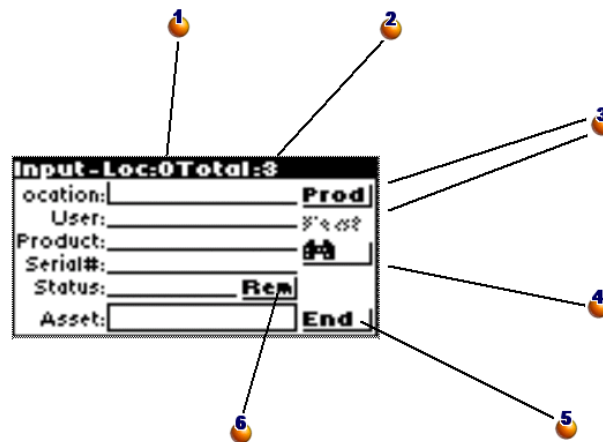 1 2
3
Input-Loc:0Total:3
ocation: Prod
User:
Product:
Serial#:
Status: Rem
4
Asset: End
6 5